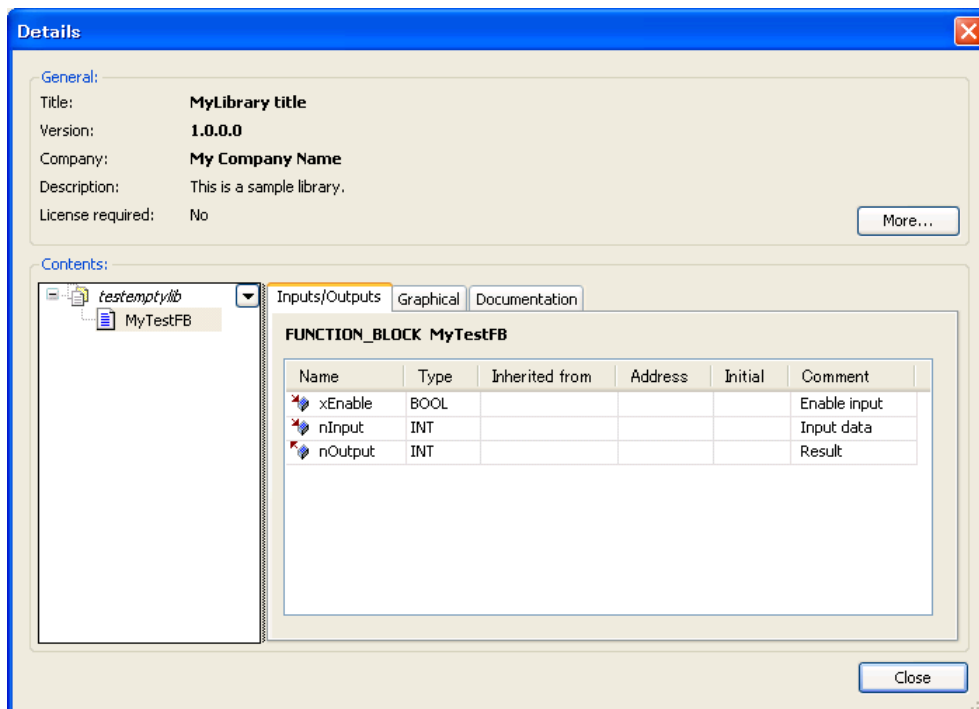 Details
General:
Title: MyLibrary title
Version: 1.0.0.0
Company: My Company Name
Description: This is a sample library.
License required: No
More...
Contents:
testemptylib
MyTestFB
Inputs/Outputs Graphical Documentation
FUNCTION_BLOCK MyTestFB
Name Type Inherited from Address Initial Comment
xEnable BOOL Enable input
nInput INT Input data
nOutput INT Result
Close